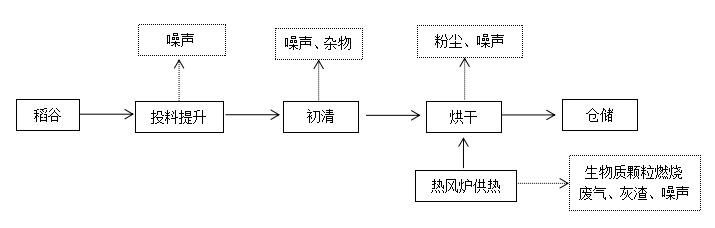 噪声
噪声、杂物
粉尘、噪声
稻谷
投料提升
初清
烘干
仓储
热风炉供热
生物质颗粒燃烧
废气、灰渣、噪声